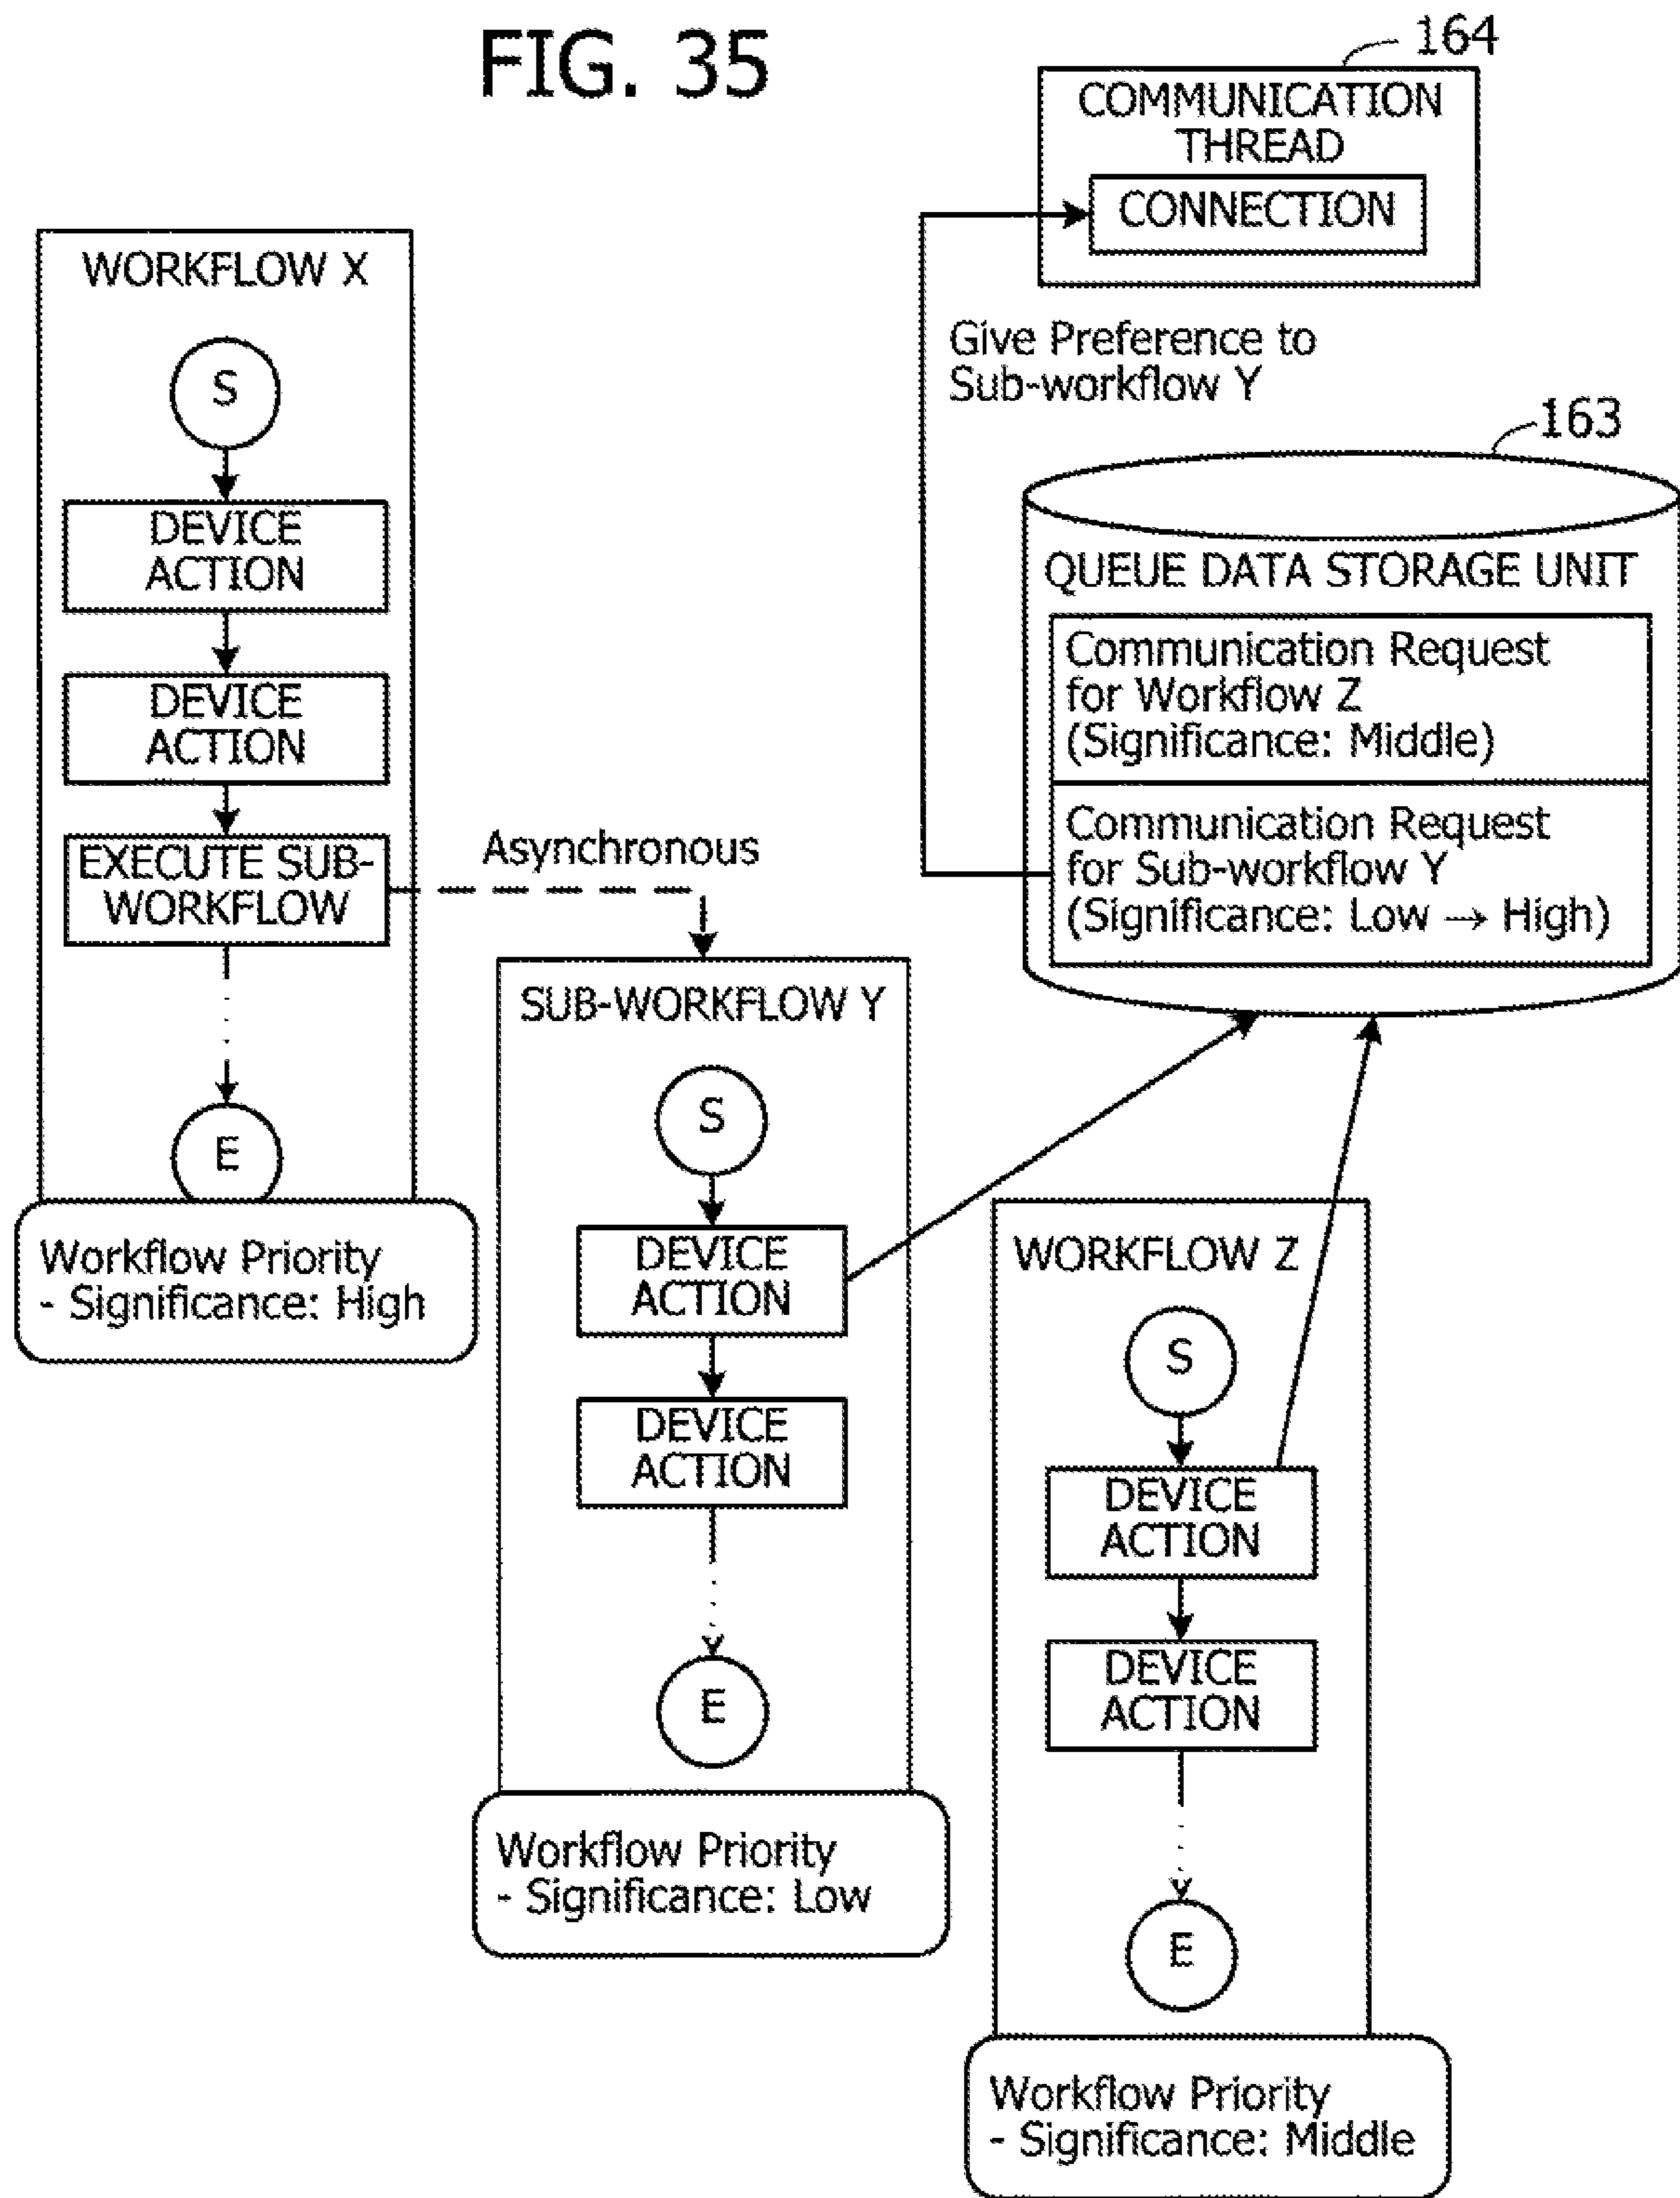 FIG. 35
164
COMMUNICATION
THREAD
CONNECTION
Give Preference to
Sub-workflow Y
163
QUEUE DATA STORAGE UNIT
Communication Request
for Workflow Z
(Significance: Middle)
Communication Request
for Sub-workflow Y
(Significance: Low → High)
WORKFLOW X
S
DEVICE
ACTION
DEVICE
ACTION
EXECUTE SUB-
WORKFLOW
E
Workflow Priority
- Significance: High
Asynchronous
SUB-WORKFLOW Y
S
DEVICE
ACTION
DEVICE
ACTION
E
Workflow Priority
- Significance: Low
WORKFLOW Z
S
DEVICE
ACTION
DEVICE
ACTION
E
Workflow Priority
- Significance: Middle